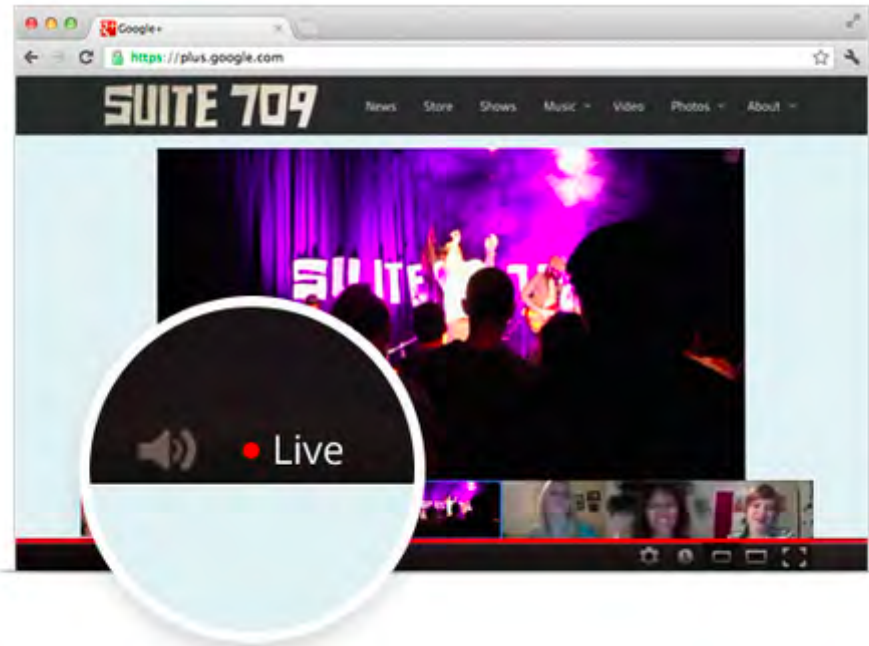 Google+
https://plus.google.com
SUITE 709
News Store Shows Music Video Photos About
SUITE
Live